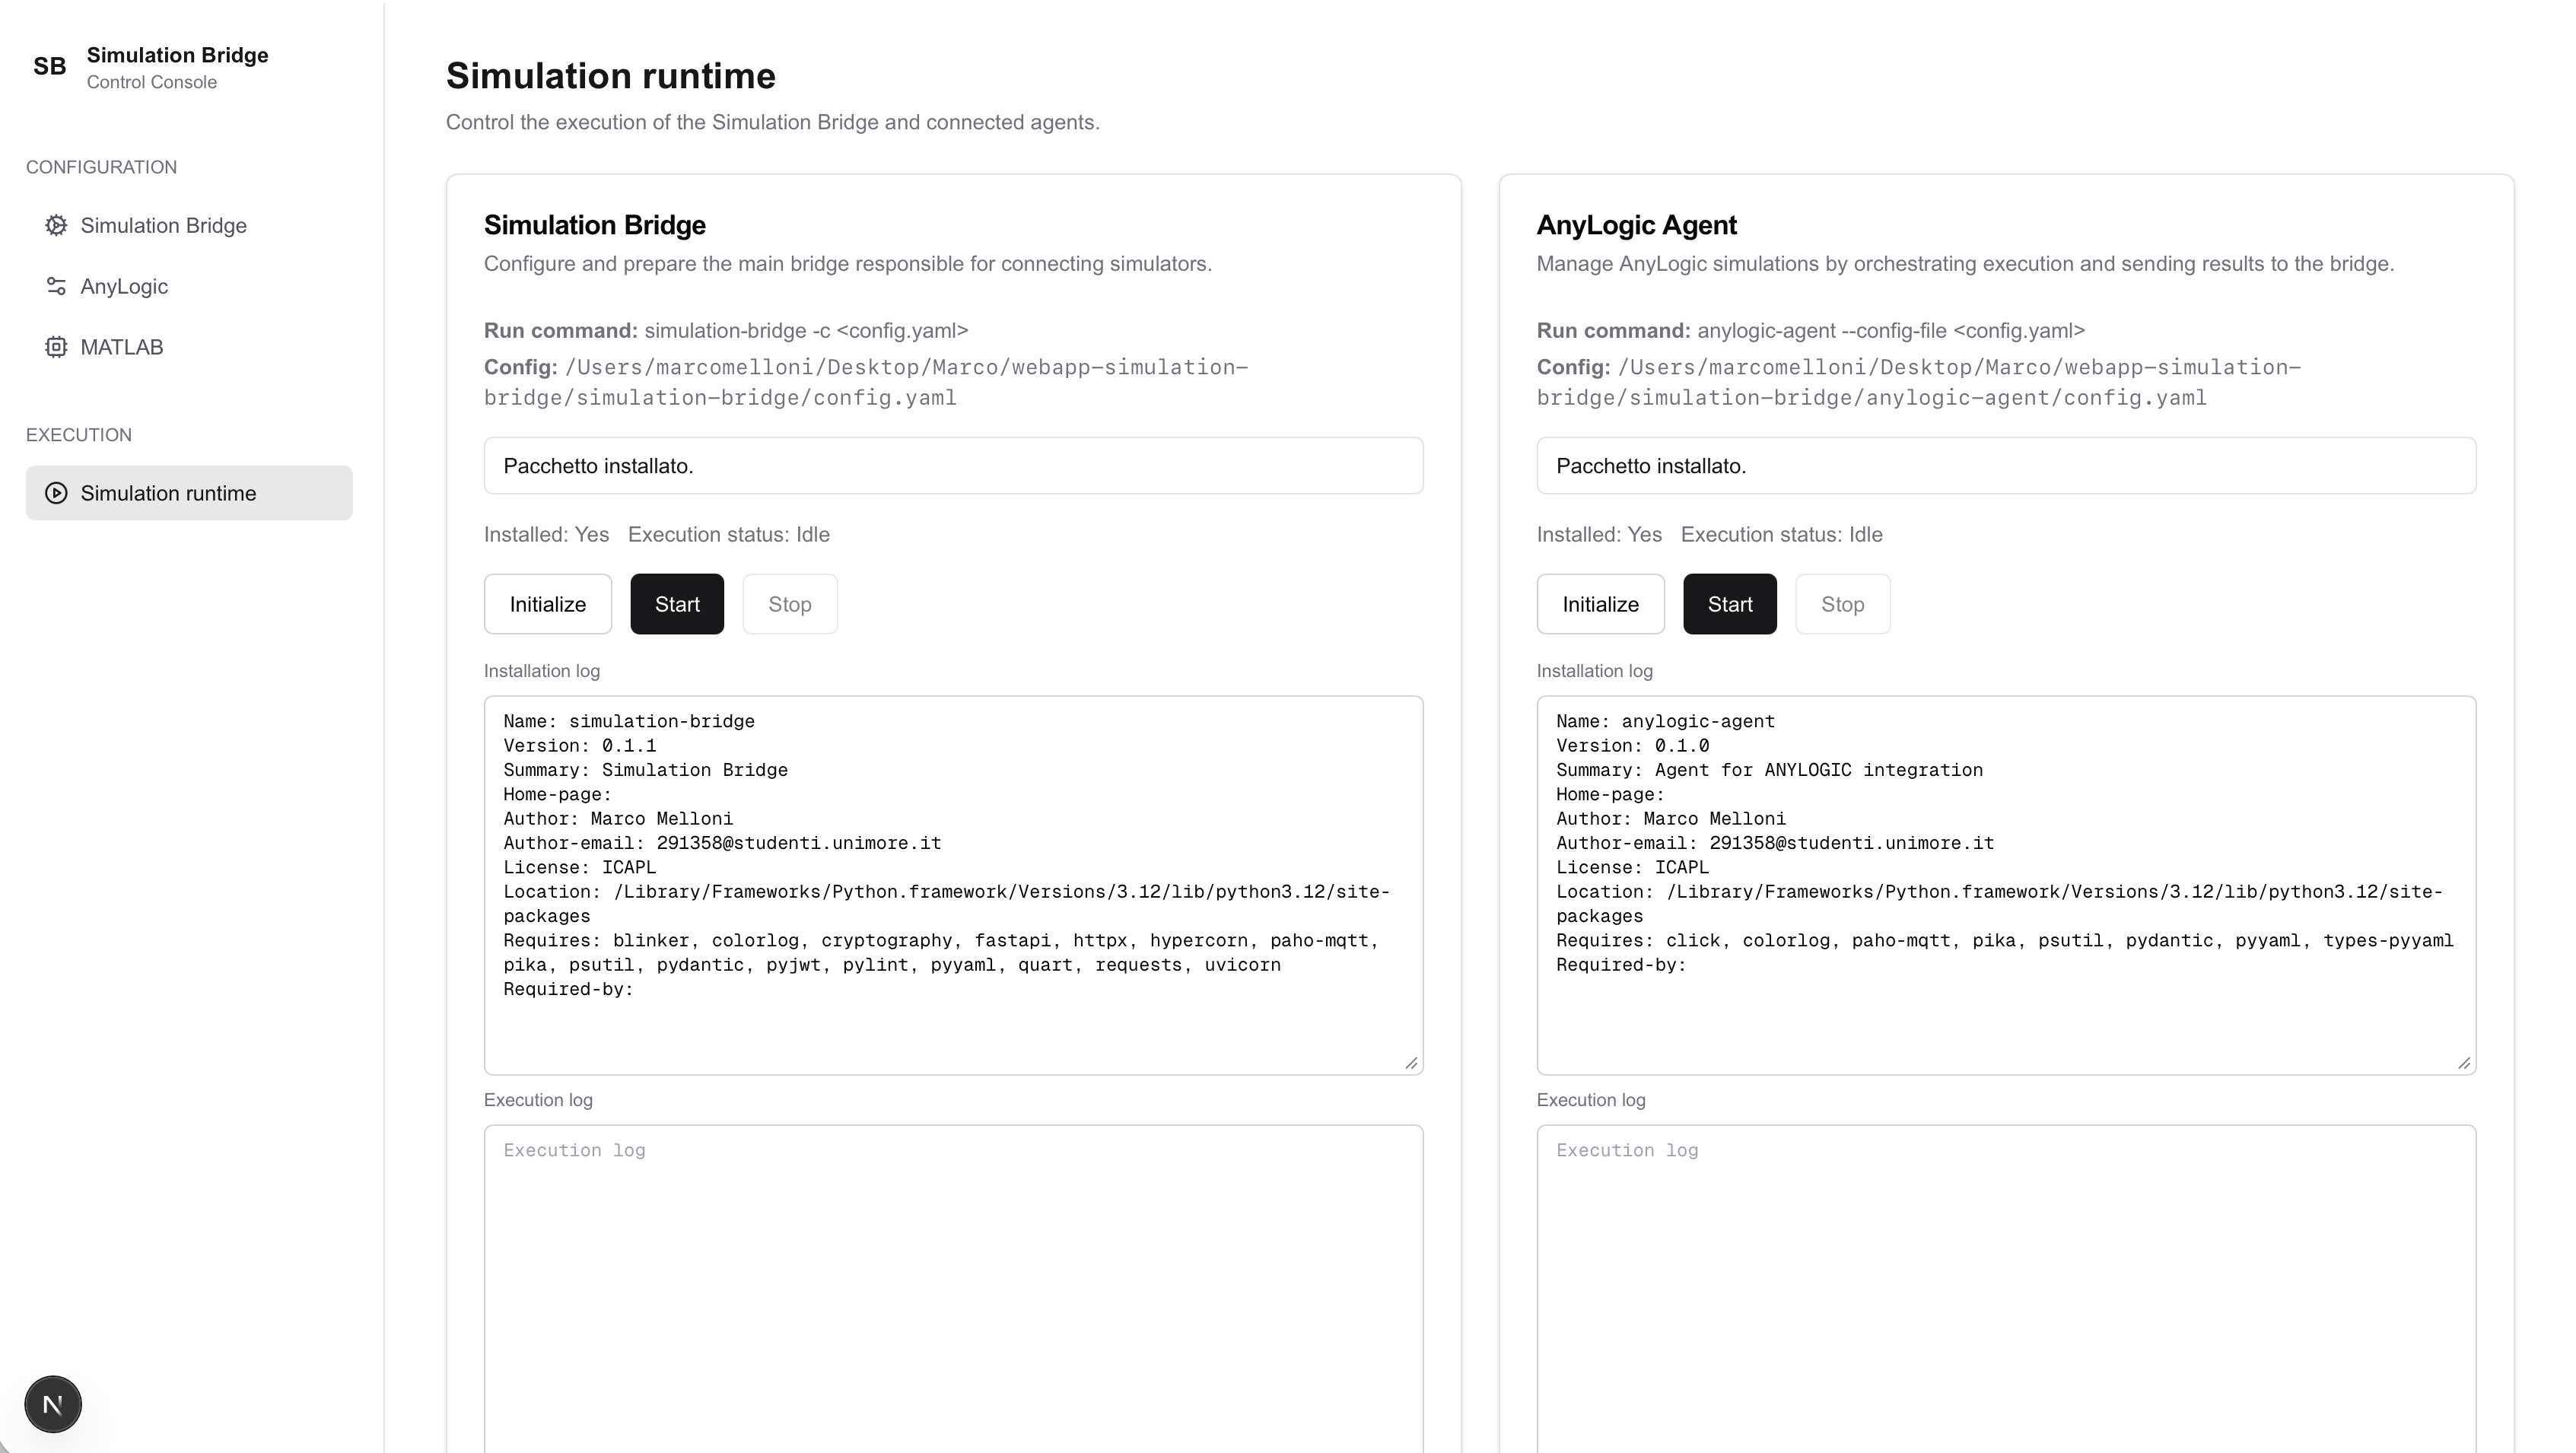 SB
Simulation Bridge
Control Console
CONFIGURATION
Simulation Bridge
AnyLogic
MATLAB
EXECUTION
Simulation runtime
N
Simulation runtime
Control the execution of the Simulation Bridge and connected agents.
Simulation Bridge
Configure and prepare the main bridge responsible for connecting simulators.
Run command: simulation-bridge -c <config.yaml>
Config: /Users/marcomelloni/Desktop/Marco/webapp-simulation-
bridge/simulation-bridge/config.yaml
Pacchetto installato.
Installed: Yes Execution status: Idle
Initialize Start Stop
Installation log
Name: simulation-bridge
Version: 0.1.1
Summary: Simulation Bridge
Home-page:
Author: Marco Melloni
Author-email: 291358@studenti.unimore.it
License: ICAPL
Location: /Library/Frameworks/Python.framework/Versions/3.12/lib/python3.12/site-
packages
Requires: blinker, colorlog, cryptography, fastapi, httpx, hypercorn, paho-mqtt,
pika, psutil, pydantic, pyjwt, pylint, pyyaml, quart, requests, uvicorn
Required-by:
Execution log
Execution log
AnyLogic Agent
Manage AnyLogic simulations by orchestrating execution and sending results to the bridge.
Run command: anylogic-agent --config-file <config.yaml>
Config: /Users/marcomelloni/Desktop/Marco/webapp-simulation-
bridge/simulation-bridge/anylogic-agent/config.yaml
Pacchetto installato.
Installed: Yes Execution status: Idle
Initialize Start Stop
Installation log
Name: anylogic-agent
Version: 0.1.0
Summary: Agent for ANYLOGIC integration
Home-page:
Author: Marco Melloni
Author-email: 291358@studenti.unimore.it
License: ICAPL
Location: /Library/Frameworks/Python.framework/Versions/3.12/lib/python3.12/site-
packages
Requires: click, colorlog, paho-mqtt, pika, psutil, pydantic, pyyaml, types-pyyaml
Required-by:
Execution log
Execution log